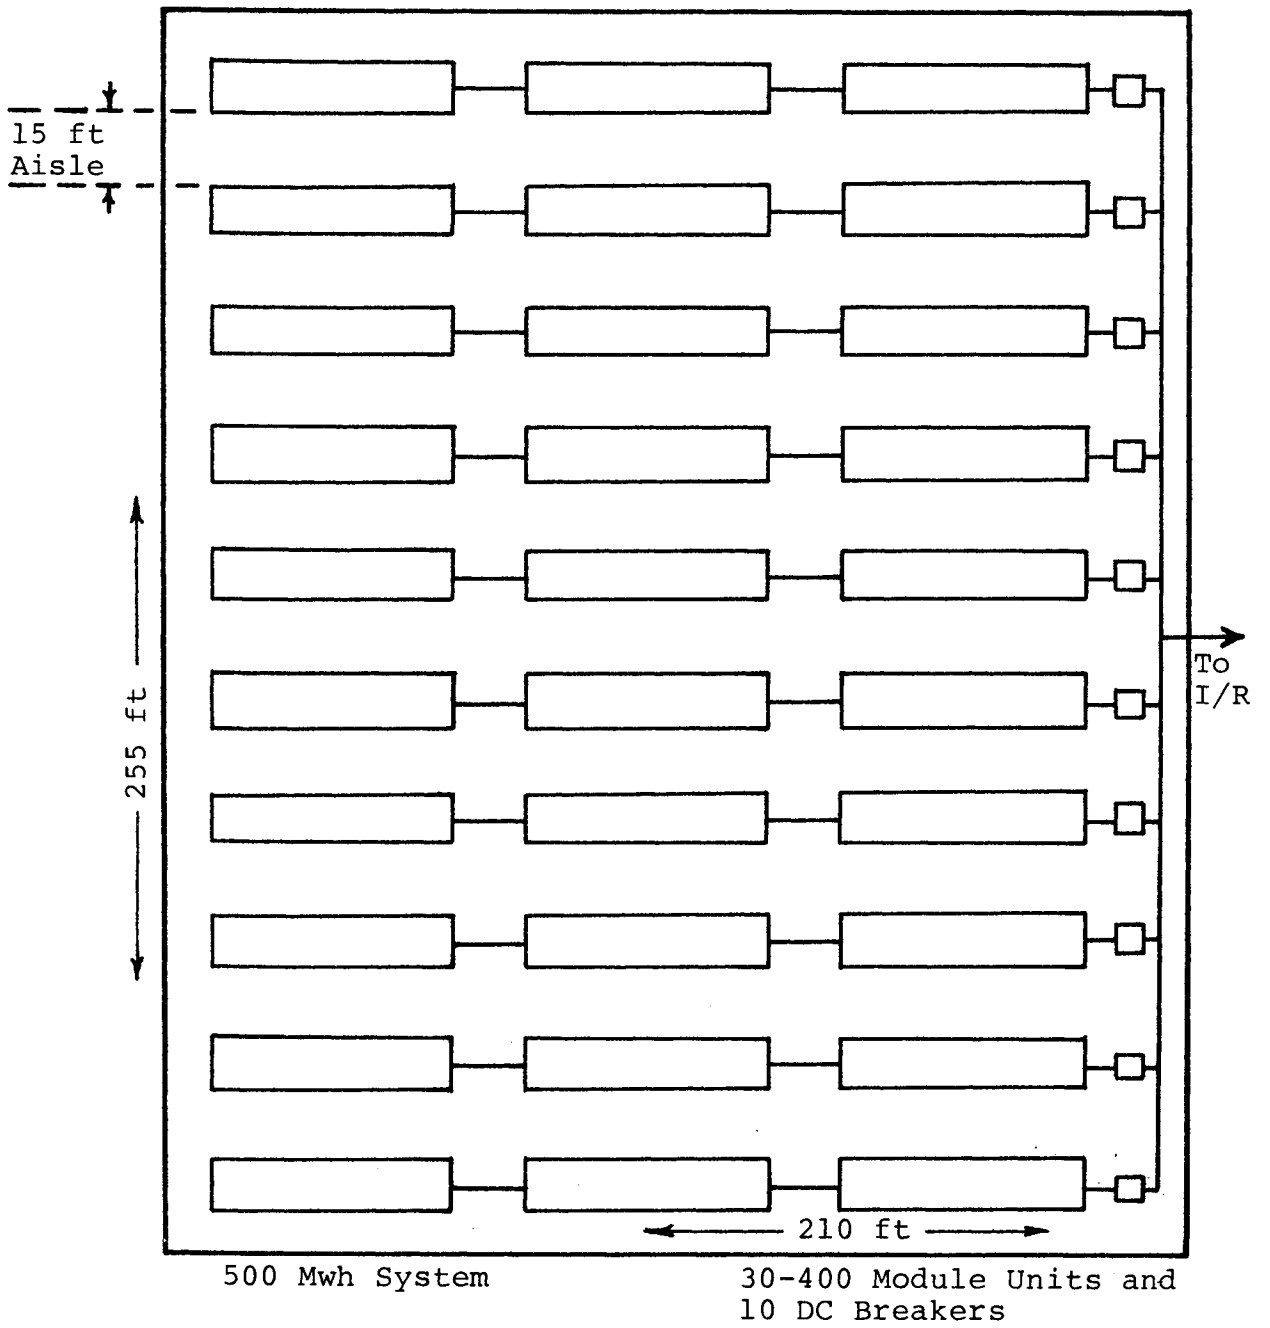 15 ft
Aisle
255 ft
To
I/R
210 ft
500 Mwh System
30-400 Module Units and
10 DC Breakers